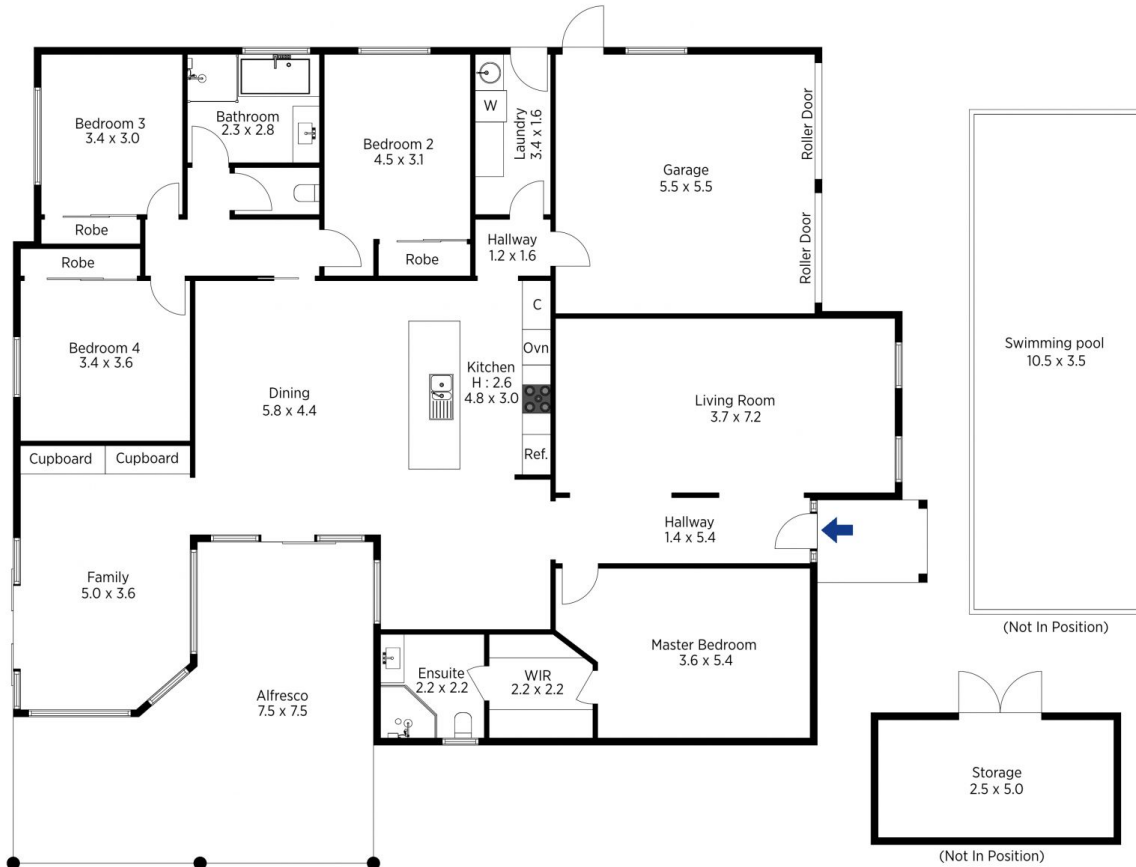 Bedroom 3
3.4 x 3.0
Robe
Bathroom
2.3 x 2.8
Bedroom 2
4.5 x 3.1
Robe
W
Laundry
3.4 x 1.6
Hallway
1.2 x 1.6
Garage
5.5 x 5.5
Roller Door
Roller Door
Robe
Bedroom 4
3.4 x 3.6
Dining
5.8 x 4.4
Kitchen
H : 2.6
4.8 x 3.0
C
Ovn
Ref.
Living Room
3.7 x 7.2
Swimming pool
10.5 x 3.5
(Not In Position)
Cupboard
Cupboard
Hallway
1.4 x 5.4
Family
5.0 x 3.6
Alfresco
7.5 x 7.5
Ensuite
2.2 x 2.2
WIR
2.2 x 2.2
Master Bedroom
3.6 x 5.4
Storage
2.5 x 5.0
(Not In Position)